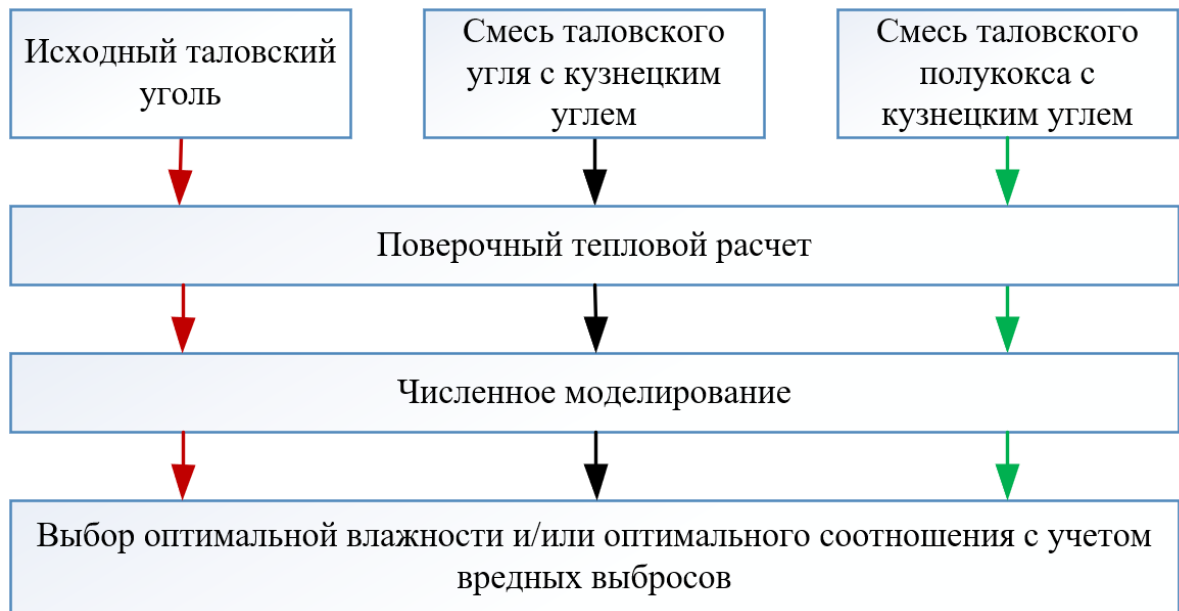 Исходный таловский
уголь
Смесь таловского
угля с кузнецким
углем
Смесь таловского
полукокса с
кузнецким углем
Поверочный тепловой расчет
Численное моделирование
Выбор оптимальной влажности и/или оптимального соотношения с учетом
вредных выбросов